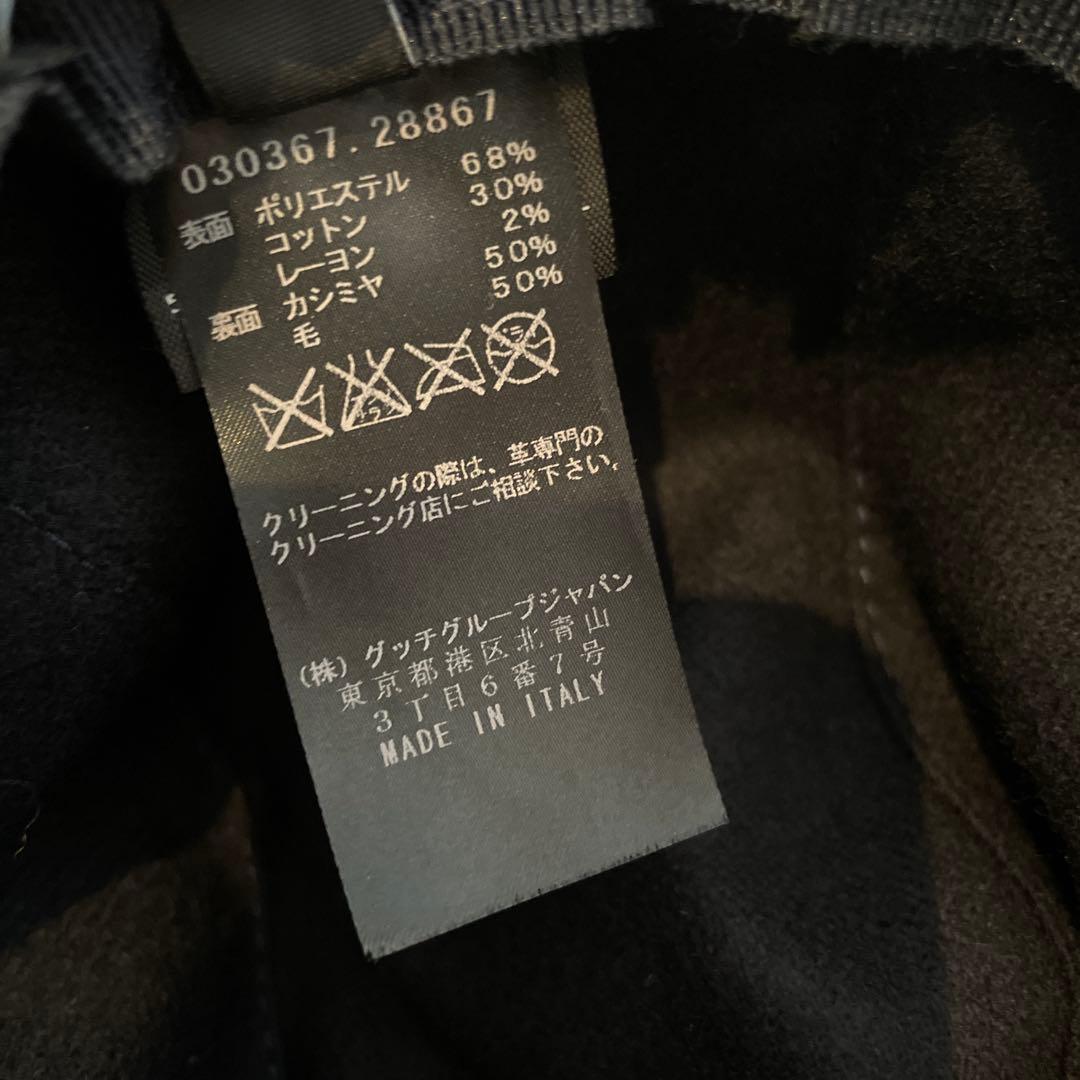 030367.28867
表面 ポリエステル 68%
コットン 30%
レーヨン 2%
裏面 カシミヤ 50%
毛 50%
クリーニングの際は、革専門の
クリーニング店にご相談下さい。
(株) グッチグループジャパン
東京都港区北青山
3丁目6番7号
MADE IN ITALY